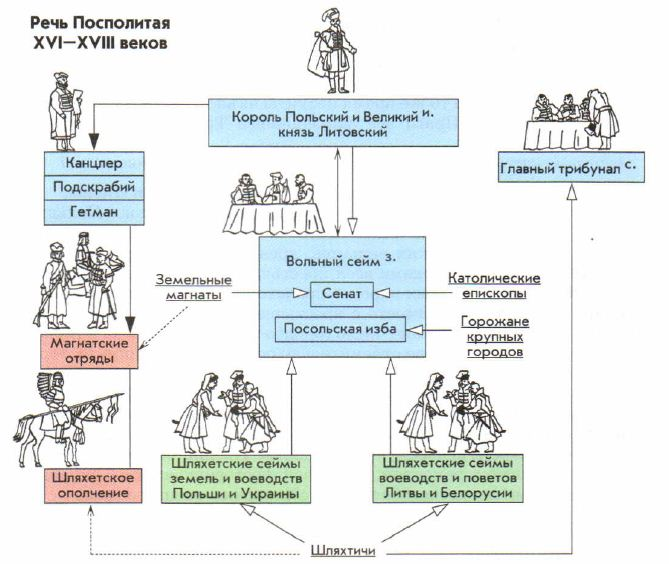 Речь Посполитая
XVI—XVIII веков
Король Польский и Великий и.
князь Литовский
Канцлер
Подскрабий
Гетман
Главный трибунал с.
Вольный сейм з.
Земельные
магнаты
Сенат
Католические
епископы
Посольская изба
Горожане
крупных
городов
Магнатские
отряды
Шляхетское
ополчение
Шляхетские сеймы
земель и воеводств
Польши и Украины
Шляхетские сеймы
воеводств и поветов
Литвы и Белорусии
Шляхтичи